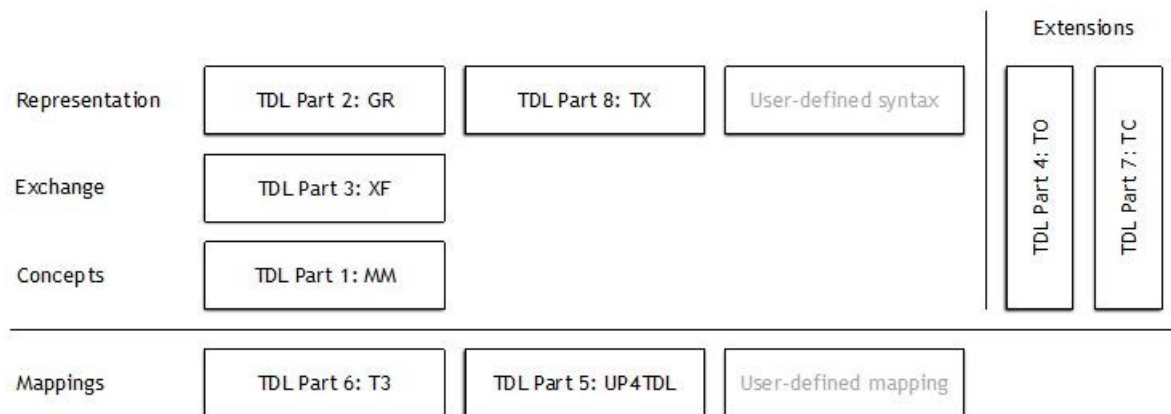 Extensions
Representation
TDL Part 2: GR
TDL Part 8: TX
User-defined syntax
TDL Part 4: TO
TDL Part 7: TC
Exchange
TDL Part 3: XF
Concepts
TDL Part 1: MM
Mappings
TDL Part 6: T3
TDL Part 5: UP4TDL
User-defined mapping